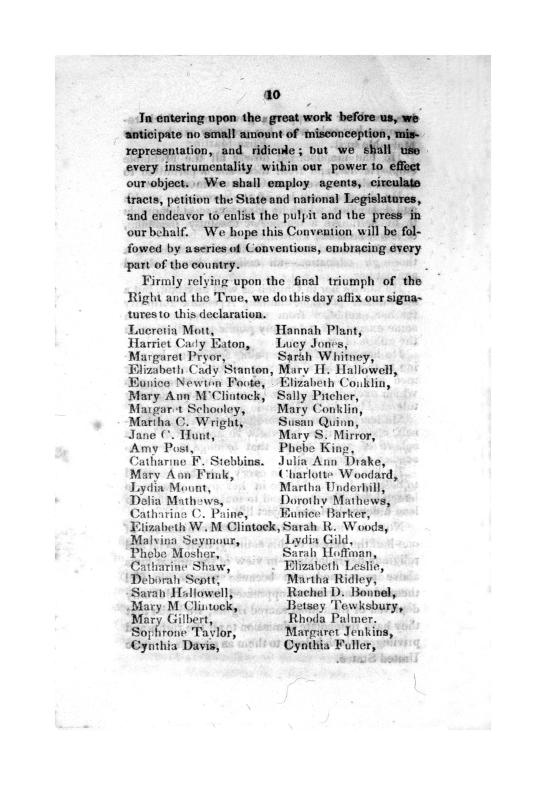 10
In entering upon the great work before us, we
anticipate no small amount of misconception, mis-
representation, and ridicule; but we shall use
every instrumentality within our power to effect
our object. We shall employ agents, circulate
tracts, petition the State and national Legislatures,
and endeavor to enlist the pulpit and the press in
our behalf. We hope this Convention will be fol-
fowed by a series of Conventions, embracing every
part of the country.
Firmly relying upon the final triumph of the
Right and the True, we do this day affix our signa-
tures to this declaration.
Lucretia Mott, Hannah Plant,
Harriet Cady Eaton, Lucy Jones,
Margaret Pryor, Sarah Whitney,
Elizabeth Cady Stanton, Mary H. Hallowell,
Eunice Newton Foote, Elizabeth Conklin,
Mary Ann M'Clintock, Sally Pitcher,
Margaret Schooley, Mary Conklin,
Martha C. Wright, Susan Quinn,
Jane C. Hunt, Mary S. Mirror,
Amy Post, Phebe King,
Catharine F. Stebbins. Julia Ann Drake,
Mary Ann Frink, Charlotte Woodard,
Lydia Mount, Martha Underhill,
Delia Mathews, Dorothy Mathews,
Catharine C. Paine, Eunice Barker,
Elizabeth W. M Clintock, Sarah R. Woods,
Malvina Seymour, Lydia Gild,
Phebe Mosher, Sarah Hoffman,
Catharine Shaw, Elizabeth Leslie,
Deborah Scott, Martha Ridley,
Sarah Hallowell, Rachel D. Bonnel,
Mary M Clintock, Betsey Tewksbury,
Mary Gilbert, Rhoda Palmer.
Sophrone Taylor, Margaret Jenkins,
Cynthia Davis, Cynthia Fuller,